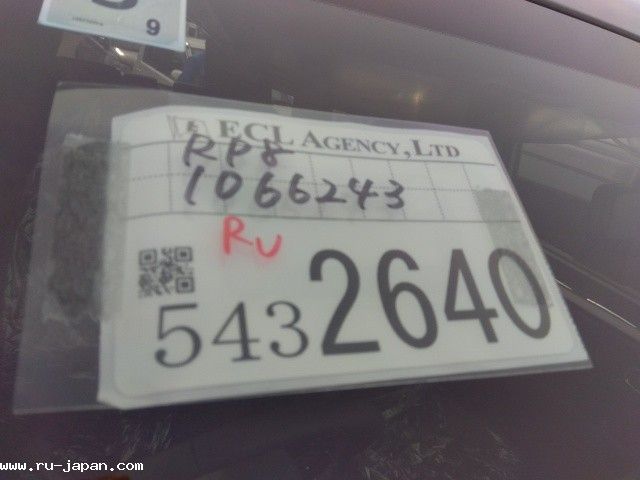 9
ECL AGENCY,LTD
RP8
1066243
RU
5432640
www.ru-japan.com